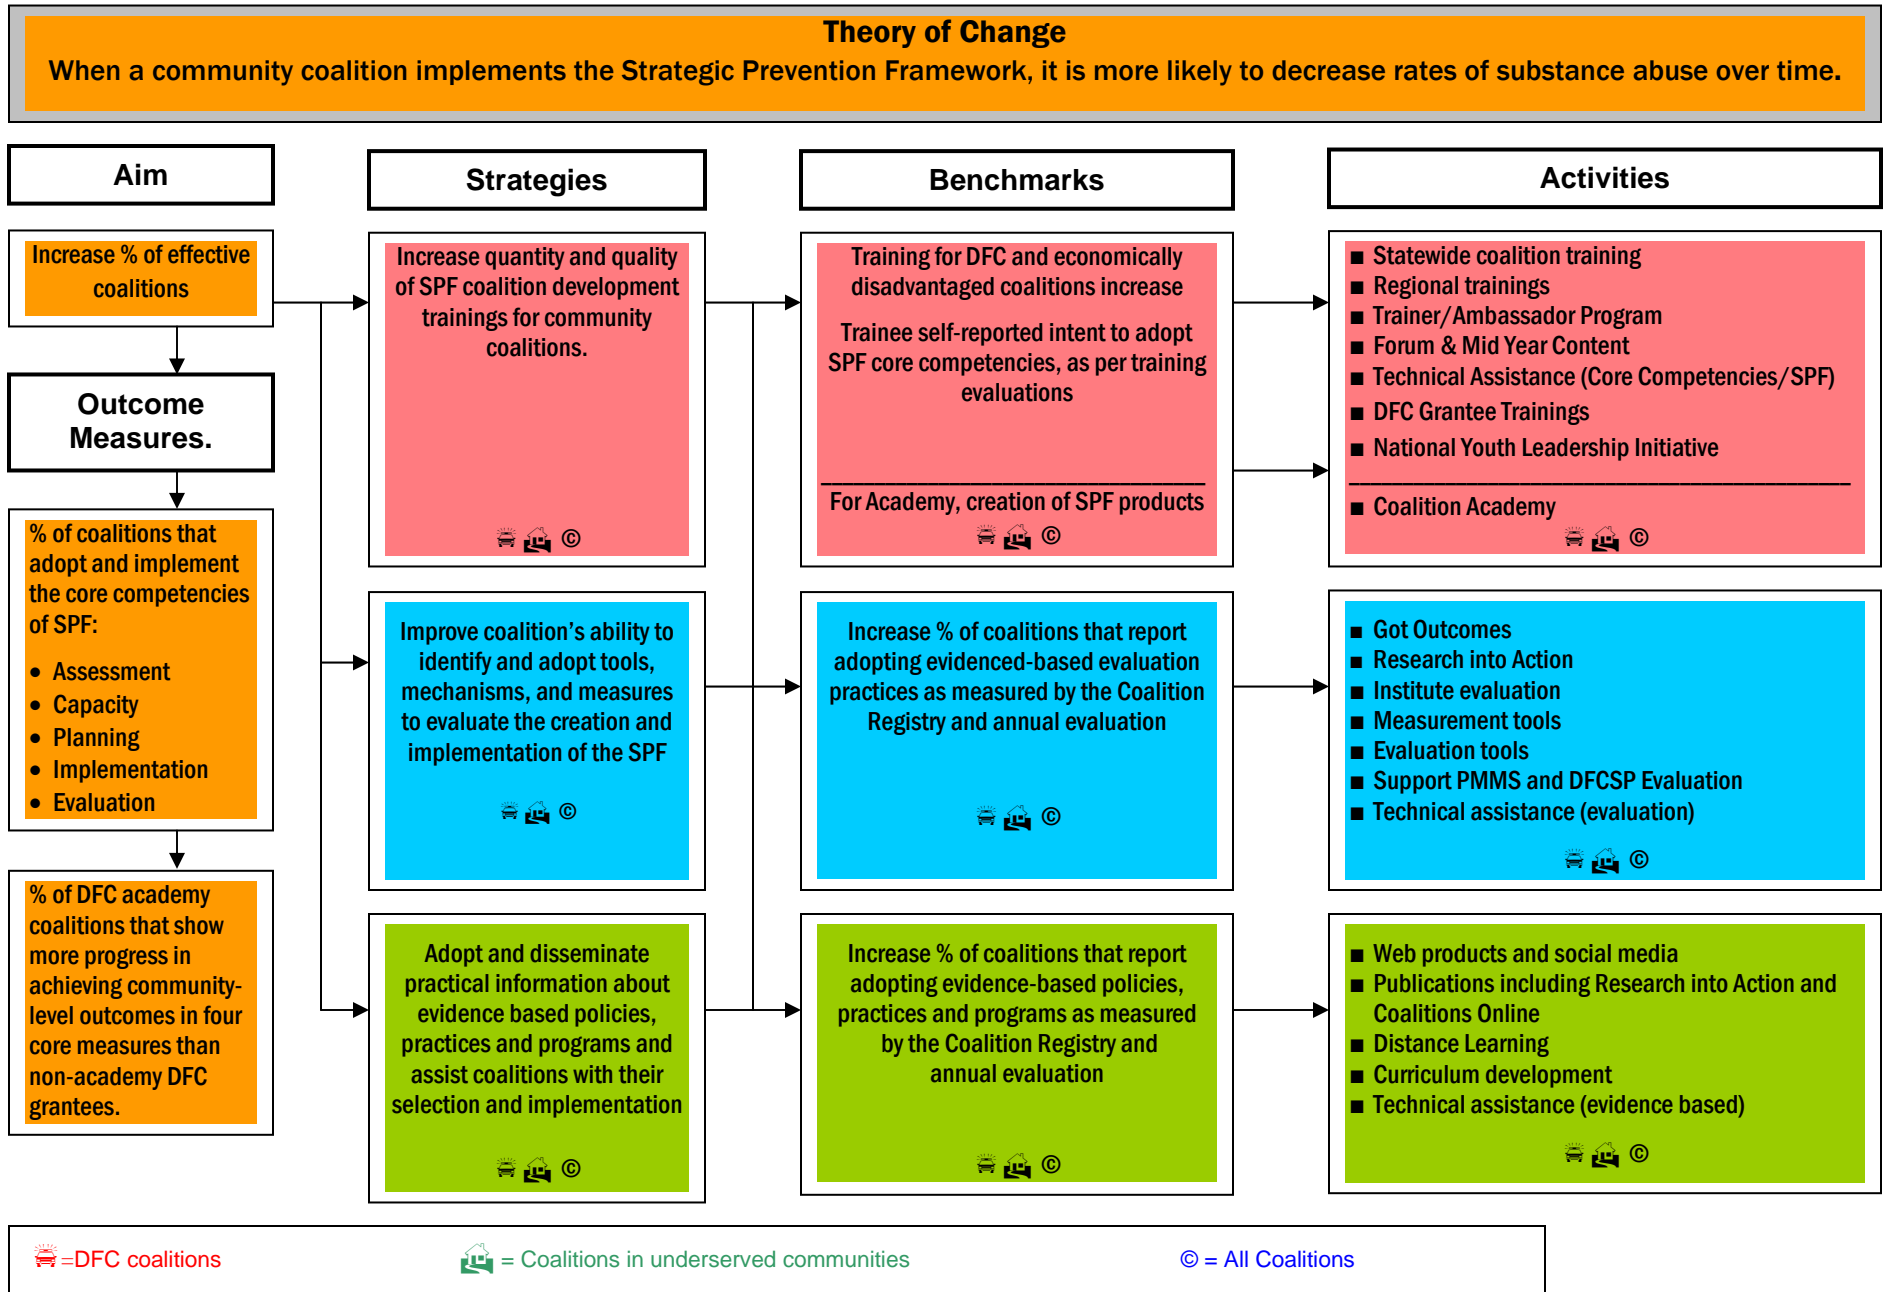 Theory of Change
When a community coalition implements the Strategic Prevention Framework, it is more likely to decrease rates of substance abuse over time.
Aim
Increase % of effective
coalitions
Outcome
Measures.
% of coalitions that
adopt and implement
the core competencies
of SPF:
• Assessment
• Capacity
• Planning
• Implementation
• Evaluation
% of DFC academy
coalitions that show
more progress in
achieving community-
level outcomes in four
core measures than
non-academy DFC
grantees.
Strategies
Increase quantity and quality
of SPF coalition development
trainings for community
coalitions.
©
Improve coalition's ability to
identify and adopt tools,
mechanisms, and measures
to evaluate the creation and
implementation of the SPF
©
Adopt and disseminate
practical information about
evidence based policies,
practices and programs and
assist coalitions with their
selection and implementation
©
Benchmarks
Training for DFC and economically
disadvantaged coalitions increase
Trainee self-reported intent to adopt
SPF core competencies, as per training
evaluations
For Academy, creation of SPF products
©
Increase % of coalitions that report
adopting evidenced-based evaluation
practices as measured by the Coalition
Registry and annual evaluation
©
Increase % of coalitions that report
adopting evidence-based policies,
practices and programs as measured
by the Coalition Registry and
annual evaluation
©
Activities
■ Statewide coalition training
■ Regional trainings
■ Trainer/Ambassador Program
■ Forum & Mid Year Content
■ Technical Assistance (Core Competencies/SPF)
■ DFC Grantee Trainings
■ National Youth Leadership Initiative
■ Coalition Academy
©
■ Got Outcomes
■ Research into Action
■ Institute evaluation
■ Measurement tools
■ Evaluation tools
■ Support PMMS and DFCSP Evaluation
■ Technical assistance (evaluation)
©
■ Web products and social media
■ Publications including Research into Action and
Coalitions Online
■ Distance Learning
■ Curriculum development
■ Technical assistance (evidence based)
©
=DFC coalitions
= Coalitions in underserved communities
© = All Coalitions